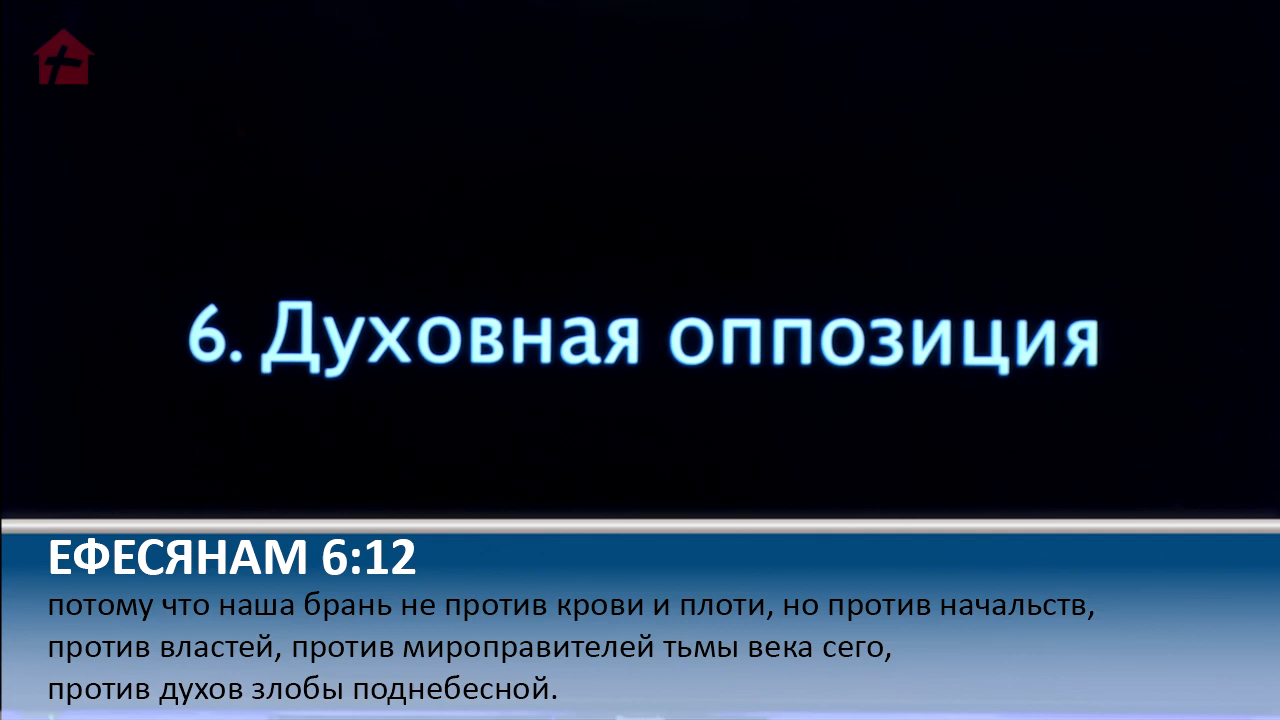 6. Духовная оппозиция
ЕФЕСЯНАМ 6:12
потому что наша брань не против крови и плоти, но против начальств,
против властей, против мироправителей тьмы века сего,
против духов злобы поднебесной.